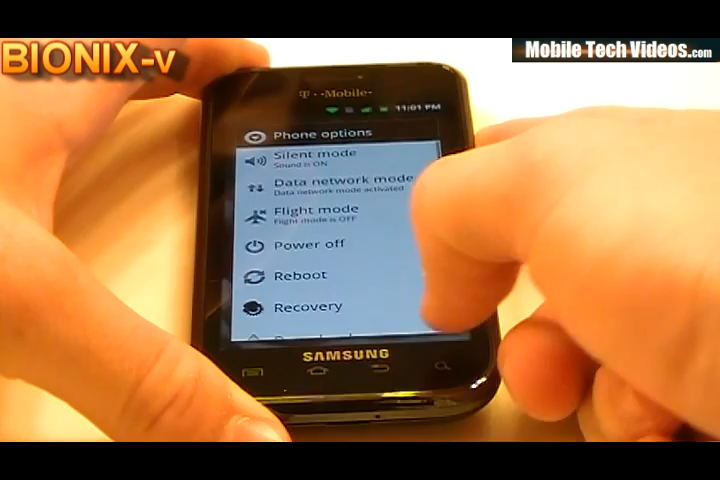 BIONIX-v
Mobile Tech Videos.com
T··Mobile·
11:01 PM
Phone options
Silent mode
Sound is ON
Data network mode
Data network mode activated
Flight mode
Flight mode is OFF
Power off
Reboot
Recovery
SAMSUNG